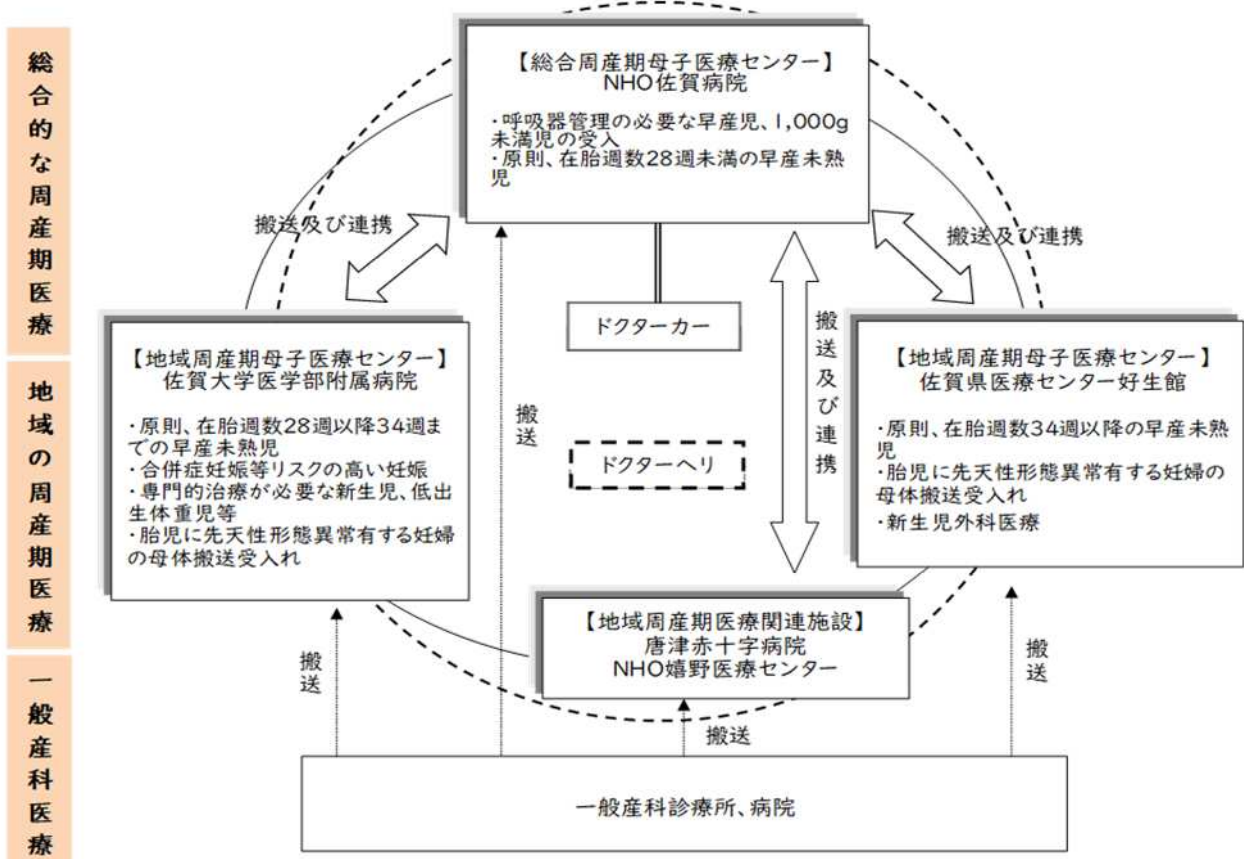 総合的な周産期医療
地域の周産期医療
一般産科医療
【総合周産期母子医療センター】
NHO佐賀病院
・呼吸器管理の必要な早産児、1,000g
未満児の受入
・原則、在胎週数28週未満の早産未熟
児
搬送及び連携
搬送及び連携
ドクターカー
搬送及び連携
搬送
ドクターヘリ
【地域周産期母子医療センター】
佐賀大学医学部附属病院
・原則、在胎週数28週以降34週ま
での早産未熟児
・合併症妊娠等リスクの高い妊娠
・専門的治療が必要な新生児、低出
生体重児等
・胎児に先天性形態異常有する妊婦
の母体搬送受入れ
【地域周産期母子医療センター】
佐賀県医療センター好生館
・原則、在胎週数34週以降の早産未熟
児
・胎児に先天性形態異常有する妊婦の
母体搬送受入れ
・新生児外科医療
【地域周産期医療関連施設】
唐津赤十字病院
NHO嬉野医療センター
搬送
搬送
搬送
一般産科診療所、病院